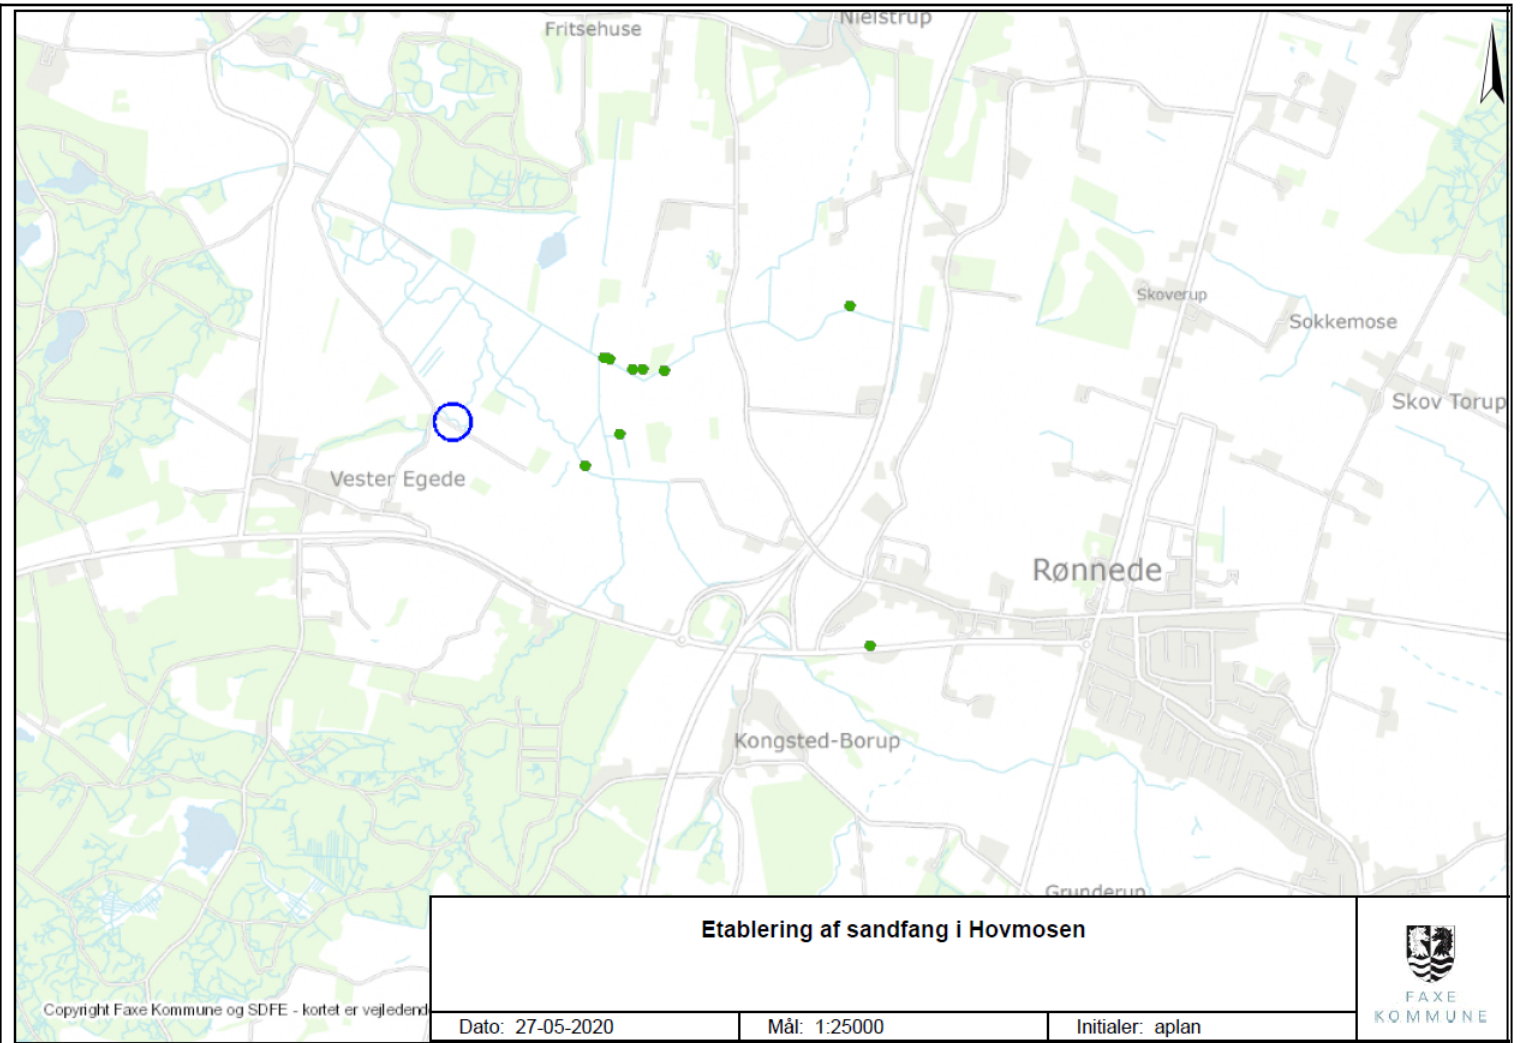 Nielstrup
Fritsehuse
Skoverup
Sokkemose
Skov Torup
Vester Egede
Rønnede
Kongsted-Borup
Grunderup
Etablering af sandfang i Hovmosen
Copyright Faxe Kommune og SDFE - kortet er vejledend
Dato: 27-05-2020
Mål: 1:25000
Initialer: aplan
FAXE
KOMMUNE